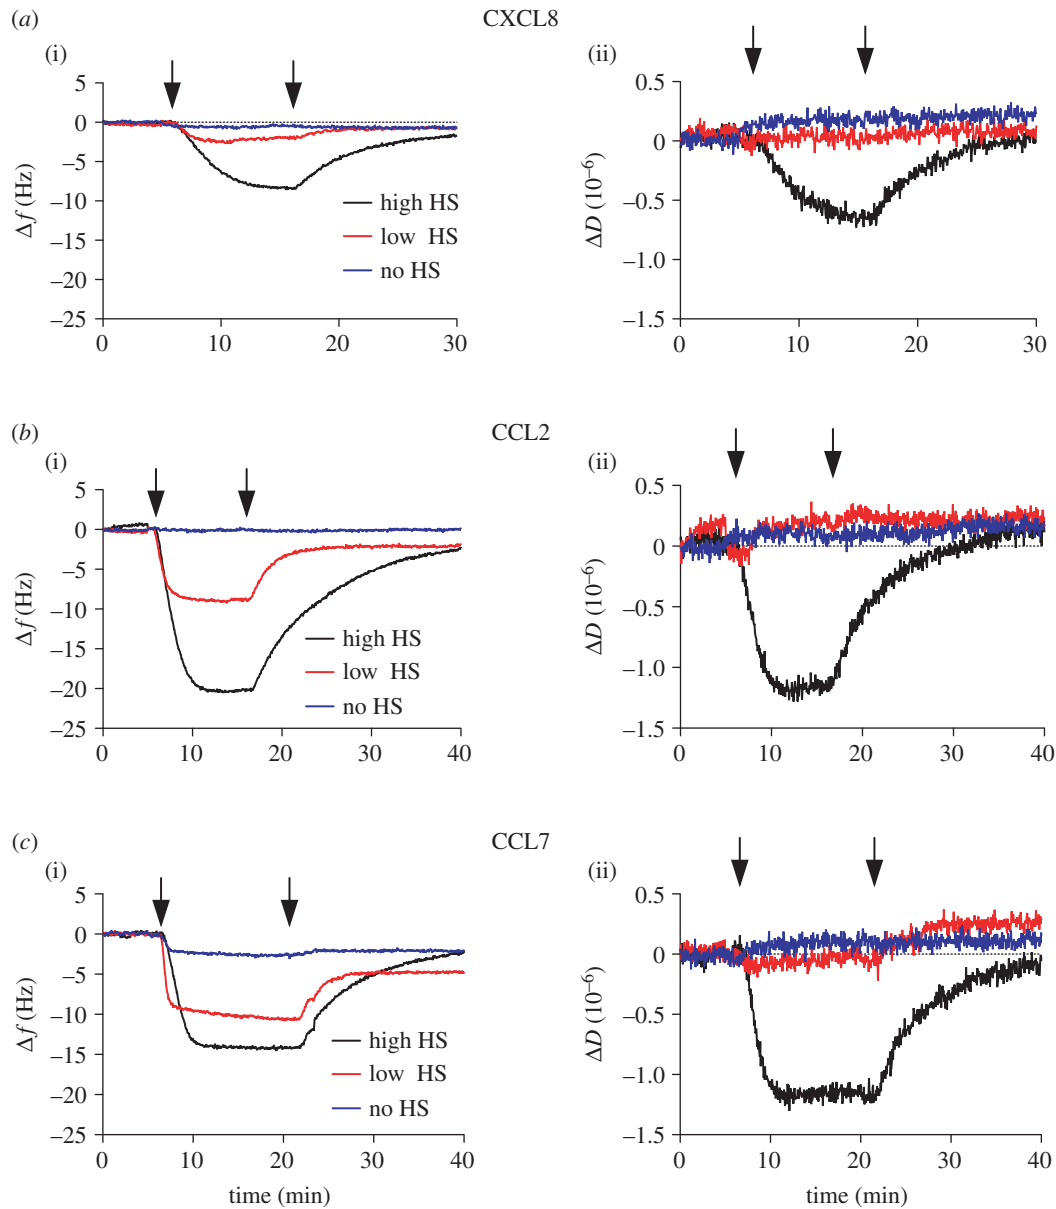 (a) CXCL8
(i) (ii)
5
0
–5
–10
–15
–20
–25
Δf (Hz)
high HS
low HS
no HS
0 10 20 30
0.5
0
–0.5
–1.0
–1.5
ΔD (10–6)
0 10 20 30
(b) CCL2
(i) (ii)
5
0
–5
–10
–15
–20
–25
Δf (Hz)
high HS
low HS
no HS
0 10 20 30 40
0.5
0
–0.5
–1.0
–1.5
ΔD (10–6)
0 10 20 30 40
(c) CCL7
(i) (ii)
5
0
–5
–10
–15
–20
–25
Δf (Hz)
high HS
low HS
no HS
0 10 20 30 40
time (min)
0.5
0
–0.5
–1.0
–1.5
ΔD (10–6)
0 10 20 30 40
time (min)